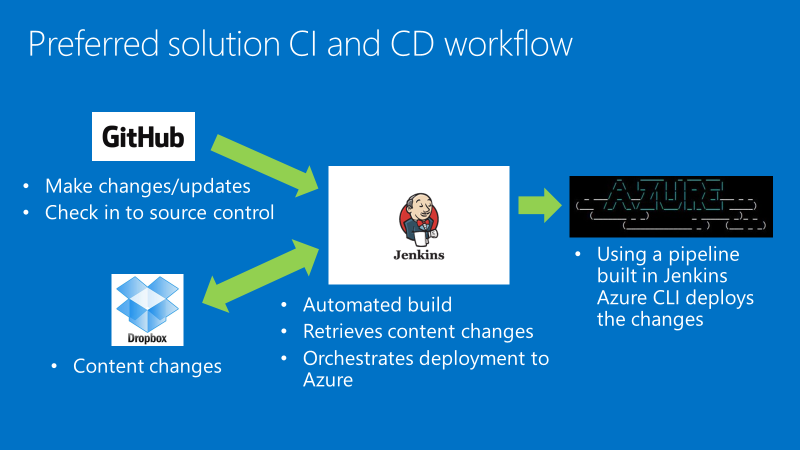 Preferred solution CI and CD workflow
GitHub
• Make changes/updates
• Check in to source control
Jenkins
AZURE
• Using a pipeline
built in Jenkins
Azure CLI deploys
the changes
Dropbox
• Content changes
• Automated build
• Retrieves content changes
• Orchestrates deployment to
Azure